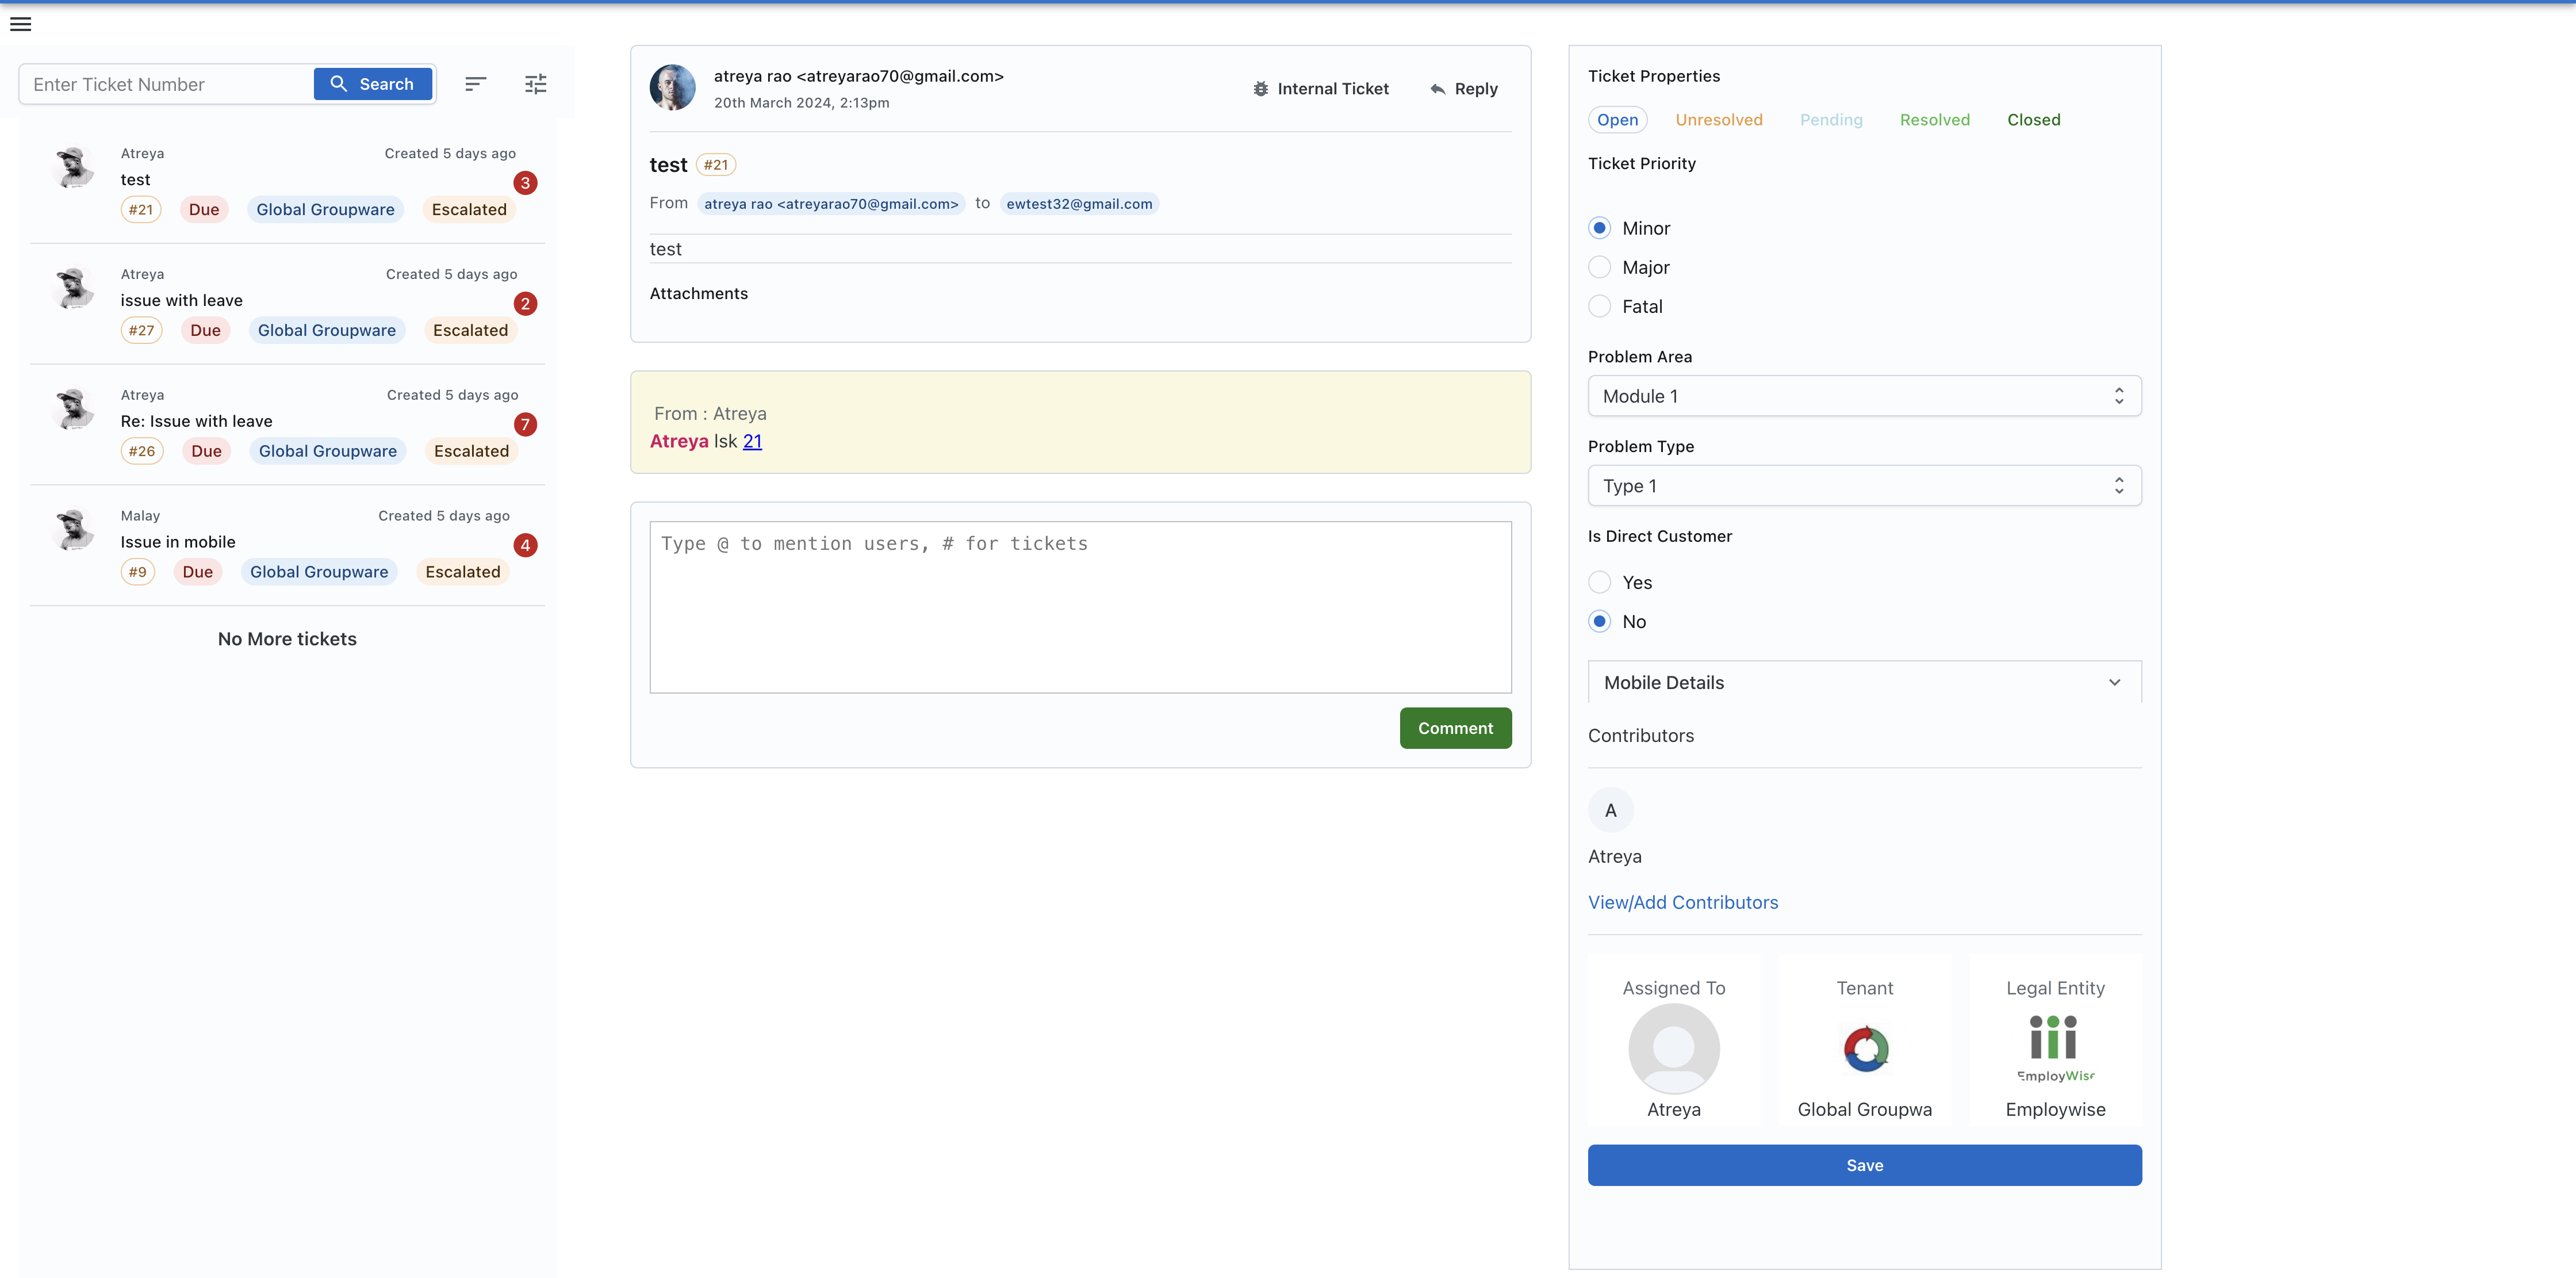 Enter Ticket Number
Search
Atreya
Created 5 days ago
test
3
#21
Due
Global Groupware
Escalated
Atreya
Created 5 days ago
issue with leave
2
#27
Due
Global Groupware
Escalated
Atreya
Created 5 days ago
Re: Issue with leave
7
#26
Due
Global Groupware
Escalated
Malay
Created 5 days ago
Issue in mobile
4
#9
Due
Global Groupware
Escalated
No More tickets
atreya rao <atreyarao70@gmail.com>
20th March 2024, 2:13pm
Internal Ticket
Reply
test #21
From atreya rao <atreyarao70@gmail.com> to ewtest32@gmail.com
test
Attachments
From : Atreya
Atreya lsk 21
Type @ to mention users, # for tickets
Comment
Ticket Properties
Open
Unresolved
Pending
Resolved
Closed
Ticket Priority
Minor
Major
Fatal
Problem Area
Module 1
Problem Type
Type 1
Is Direct Customer
Yes
No
Mobile Details
Contributors
A
Atreya
View/Add Contributors
Assigned To
Atreya
Tenant
Global Groupwa
Legal Entity
EmployWise
Employwise
Save